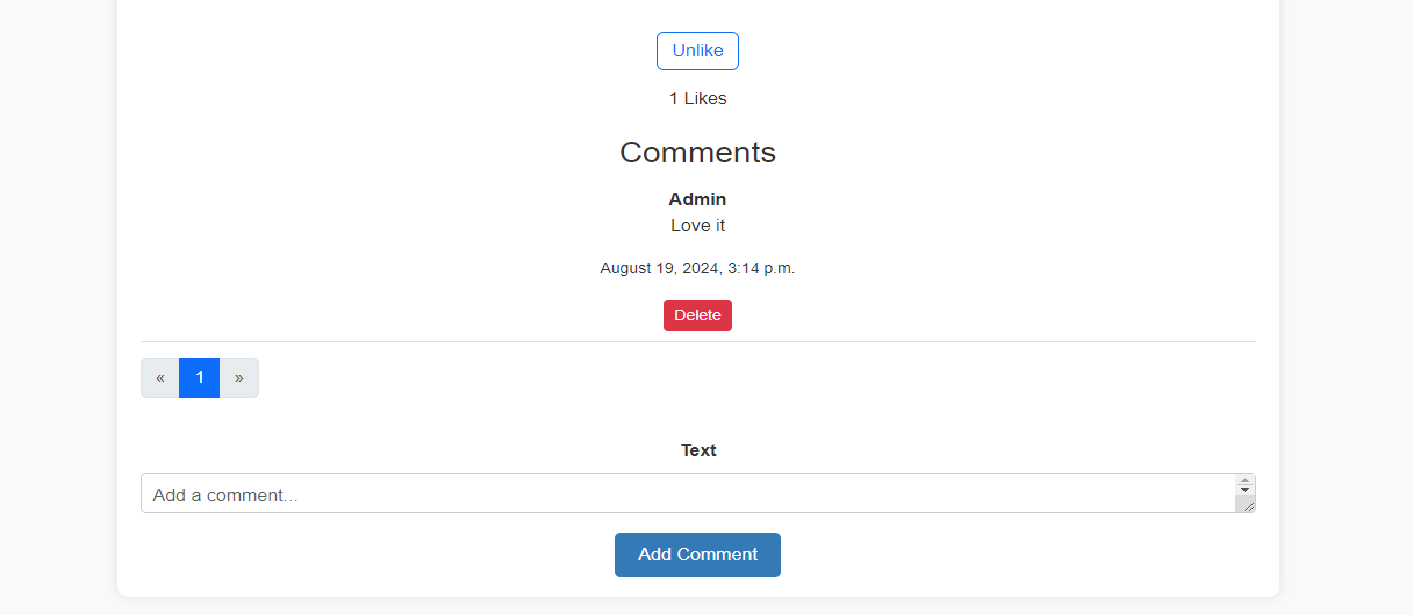 Unlike
1 Likes
Comments
Admin
Love it
August 19, 2024, 3:14 p.m.
Delete
« 1 »
Text
Add a comment...
Add Comment